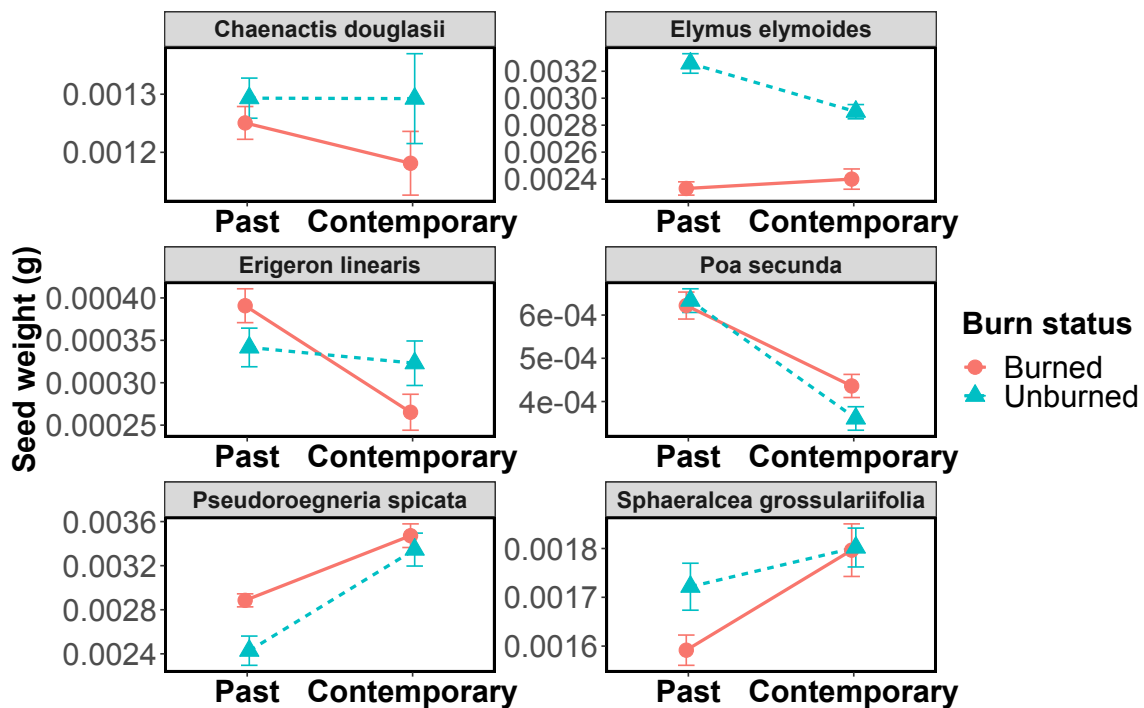 Chaenactis douglasii
0.0013
0.0012
Past Contemporary
Elymus elymoides
0.0032
0.0030
0.0028
0.0026
0.0024
Past Contemporary
Seed weight (g)
Erigeron linearis
0.00040
0.00035
0.00030
0.00025
Past Contemporary
Poa secunda
6e-04
5e-04
4e-04
Past Contemporary
Pseudoroegneria spicata
0.0036
0.0032
0.0028
0.0024
Past Contemporary
Sphaeralcea grossulariifolia
0.0018
0.0017
0.0016
Past Contemporary
Burn status
Burned
Unburned